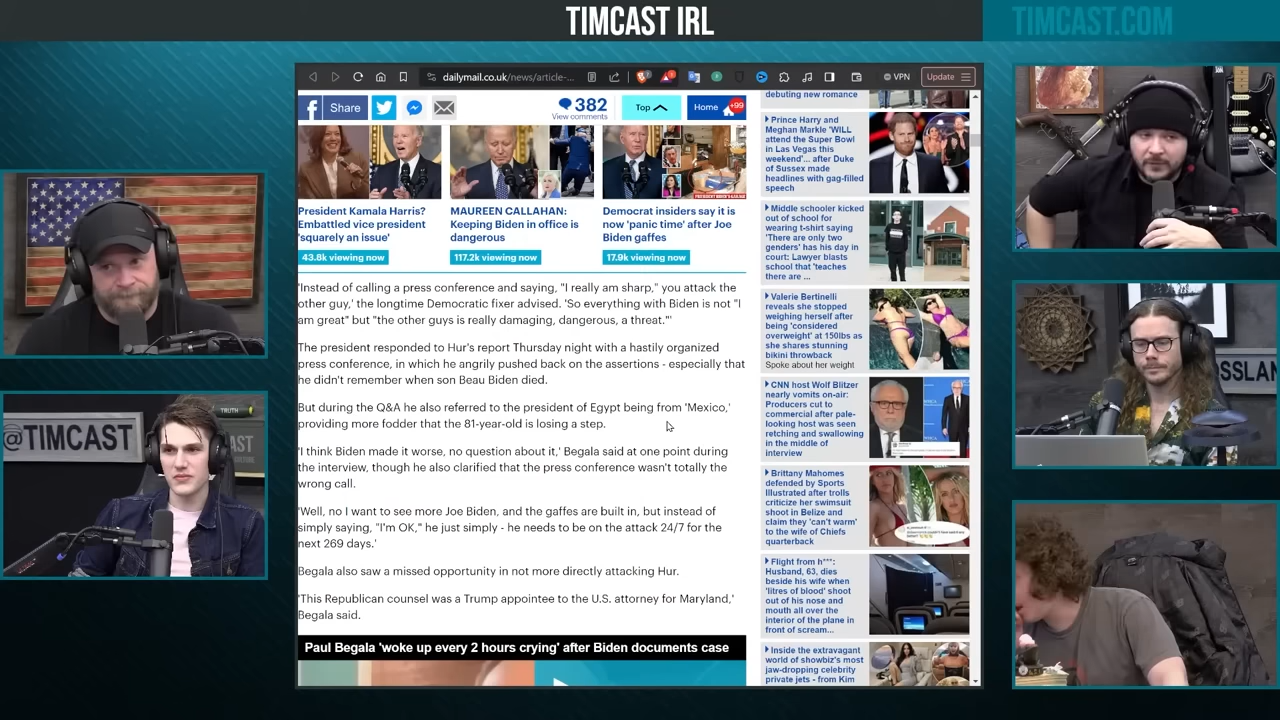 TIMCAST IRL
TIMCAST.COM
dailymail.co.uk/news/article-...
VPN
Update
Share
382
View comments
Top
Home
+99
President Kamala Harris?
Embattled vice president
'squarely an issue'
43.8k viewing now
MAUREEN CALLAHAN:
Keeping Biden in office is
dangerous
117.2k viewing now
Democrat insiders say it is
now 'panic time' after Joe
Biden gaffes
17.9k viewing now
'Instead of calling a press conference and saying, "I really am sharp," you attack the
other guy,' the longtime Democratic fixer advised. 'So everything with Biden is not "I
am great" but "the other guys is really damaging, dangerous, a threat."'
The president responded to Hur's report Thursday night with a hastily organized
press conference, in which he angrily pushed back on the assertions - especially that
he didn't remember when son Beau Biden died.
But during the Q&A he also referred to the president of Egypt being from 'Mexico,'
providing more fodder that the 81-year-old is losing a step.
'I think Biden made it worse, no question about it,' Begala said at one point during
the interview, though he also clarified that the press conference wasn't totally the
wrong call.
'Well, no I want to see more Joe Biden, and the gaffes are built in, but instead of
simply saying, "I'm OK," he just simply - he needs to be on the attack 24/7 for the
next 269 days.'
Begala also saw a missed opportunity in not more directly attacking Hur.
'This Republican counsel was a Trump appointee to the U.S. attorney for Maryland,'
Begala said.
Paul Begala 'woke up every 2 hours crying' after Biden documents case
debuting new romance
Prince Harry and
Meghan Markle 'WILL
attend the Super Bowl
in Las Vegas this
weekend'... after Duke
of Sussex made
headlines with gag-filled
speech
Middle schooler kicked
out of school for
wearing t-shirt saying
'There are only two
genders' has his day in
court: Lawyer blasts
school that 'teaches
there are ...
Valerie Bertinelli
reveals she stopped
weighing herself after
being 'considered
overweight' at 150lbs as
she shares stunning
bikini throwback
Spoke about her weight
CNN host Wolf Blitzer
nearly vomits on-air:
Producers cut to
commercial after pale-
looking host was seen
retching and swallowing
in the middle of
interview
Brittany Mahomes
defended by Sports
Illustrated after trolls
criticize her swimsuit
shoot in Belize and
claim they 'can't warm'
to the wife of Chiefs
quarterback
Flight from h***:
Husband, 63, dies
beside his wife when
'litres of blood' shoot
out of his nose and
mouth all over the
interior of the plane in
front of scream...
Inside the extravagant
world of showbiz's most
jaw-dropping celebrity
private jets - from Kim
@TIMCAST
TRUTH